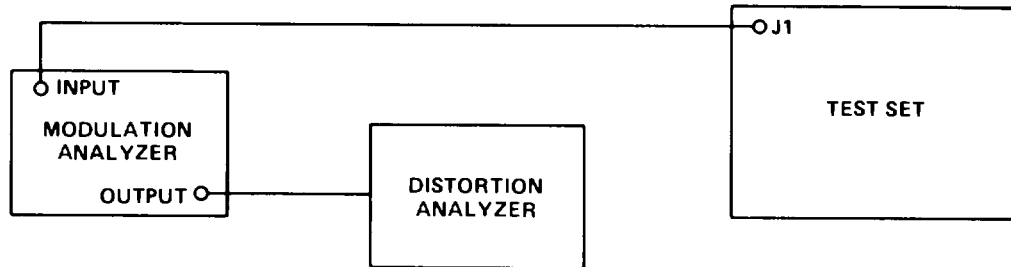 J1
INPUT
MODULATION
ANALYZER
OUTPUT
TEST SET
DISTORTION
ANALYZER